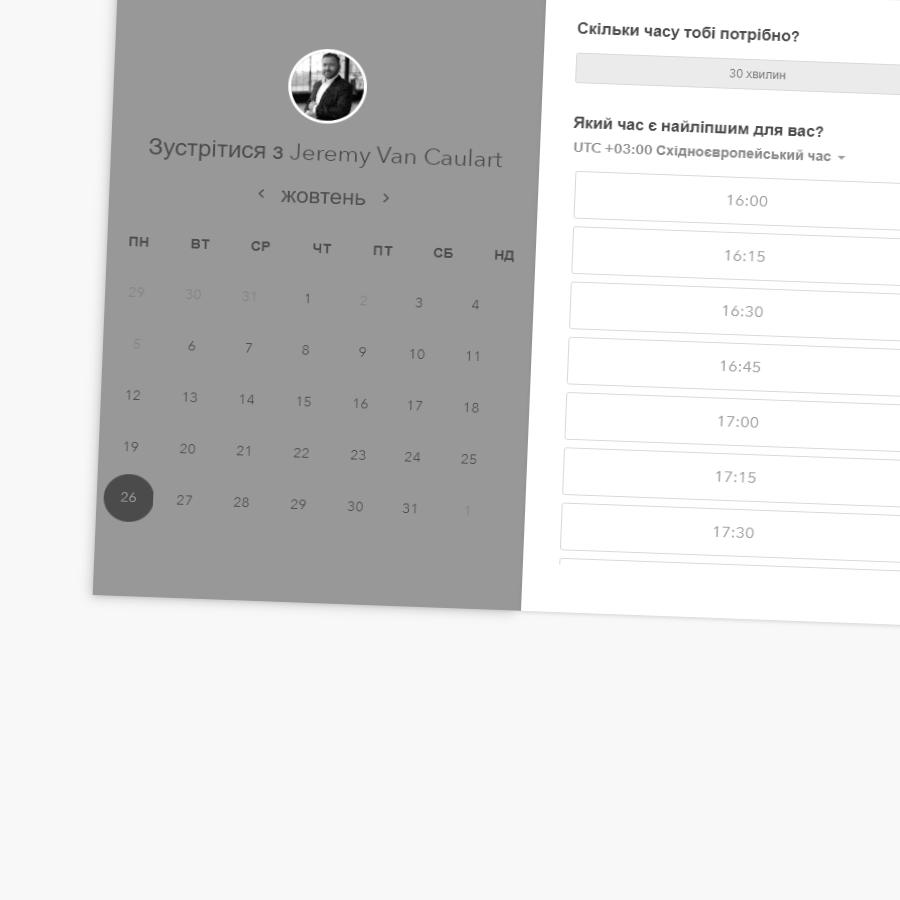 Зустрітися з Jeremy Van Caulart
жовтень
ПН ВТ СР ЧТ ПТ СБ НД
29 30 31 1 2 3 4
5 6 7 8 9 10 11
12 13 14 15 16 17 18
19 20 21 22 23 24 25
26 27 28 29 30 31 1
Скільки часу тобі потрібно?
30 хвилин
Який час є найліпшим для вас?
UTC +03:00 Східноєвропейський час
16:00
16:15
16:30
16:45
17:00
17:15
17:30